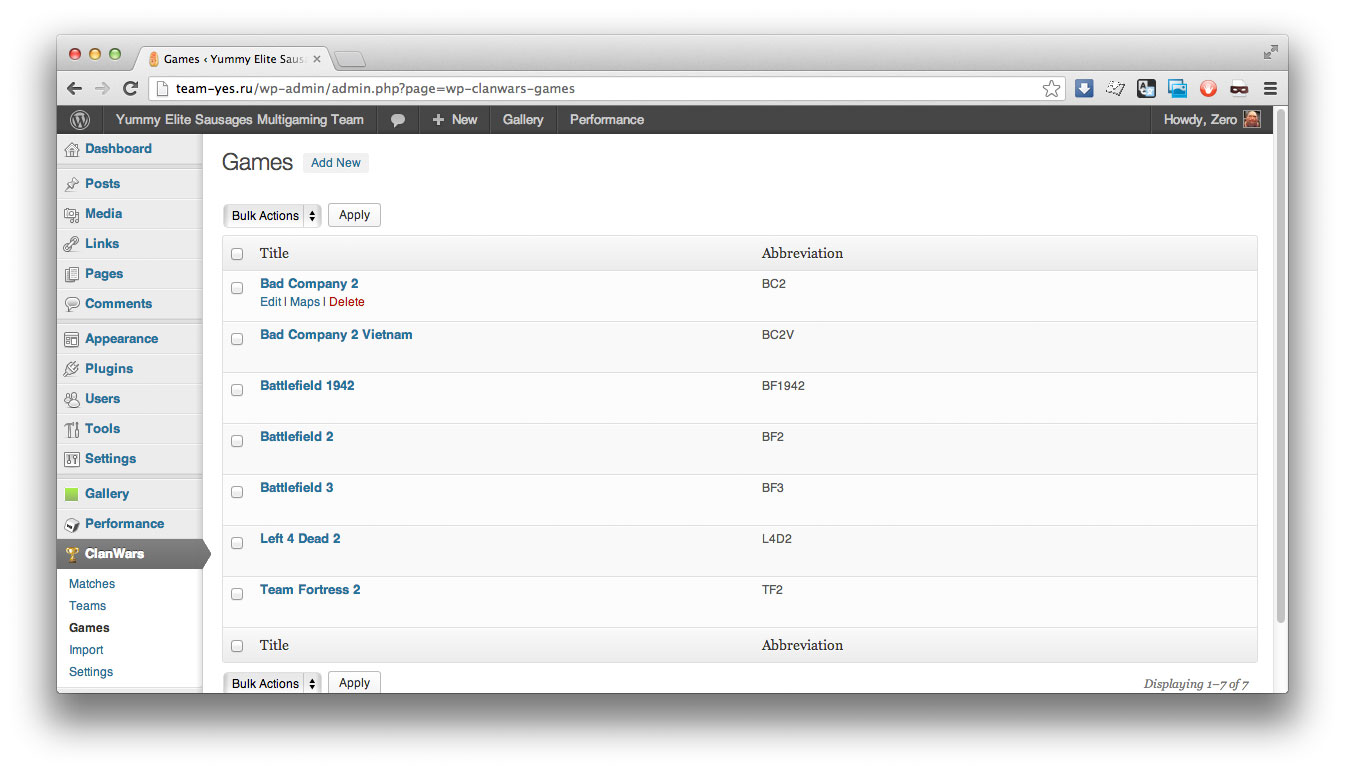 Games ‹ Yummy Elite Saus
team-yes.ru/wp-admin/admin.php?page=wp-clanwars-games
Yummy Elite Sausages Multigaming Team
New
Gallery
Performance
Howdy, Zero
Dashboard
Posts
Media
Links
Pages
Comments
Appearance
Plugins
Users
Tools
Settings
Gallery
Performance
ClanWars
Matches
Teams
Games
Import
Settings
Games Add New
Bulk Actions Apply
Title Abbreviation
Bad Company 2 BC2
Edit | Maps | Delete
Bad Company 2 Vietnam BC2V
Battlefield 1942 BF1942
Battlefield 2 BF2
Battlefield 3 BF3
Left 4 Dead 2 L4D2
Team Fortress 2 TF2
Title Abbreviation
Bulk Actions Apply
Displaying 1–7 of 7